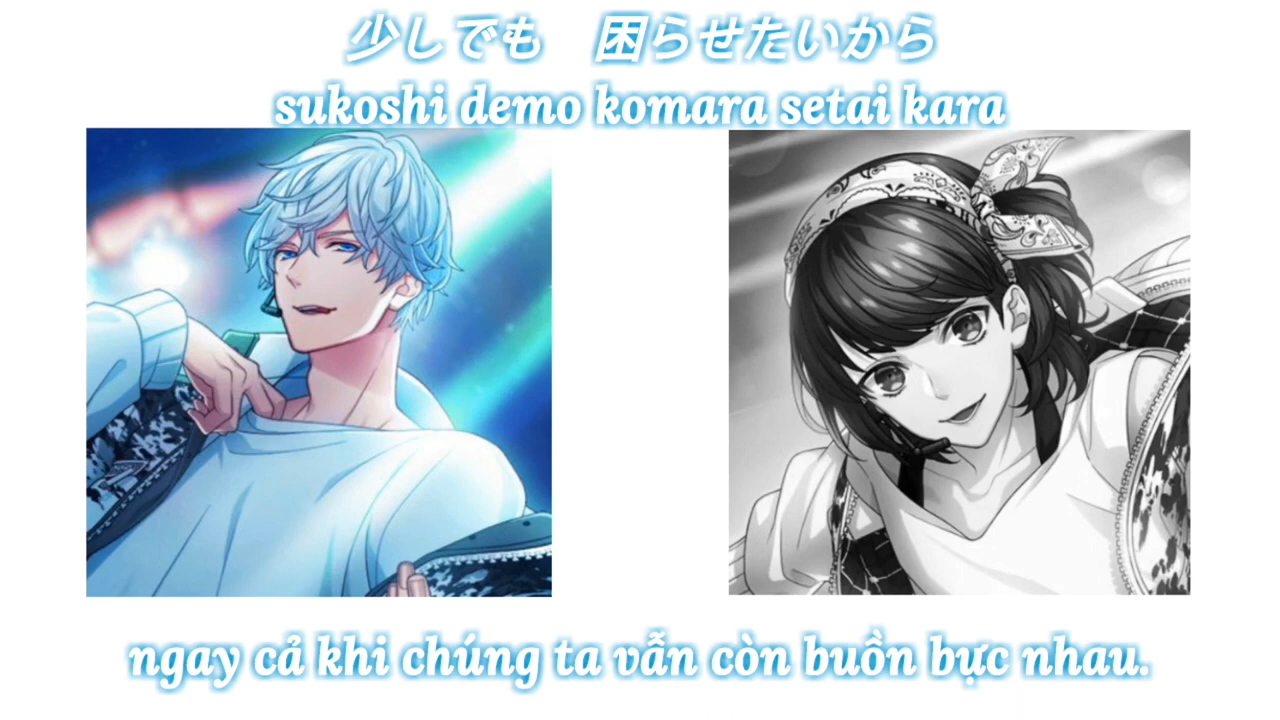 少しでも　困らせたいから
sukoshi demo komara setai kara
ngay cả khi chúng ta vẫn còn buồn bực nhau.